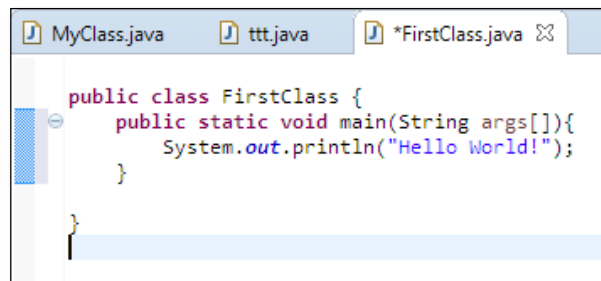 MyClass.java ttt.java *FirstClass.java
public class FirstClass {
    public static void main(String args[]){
        System.out.println("Hello World!");
    }
}